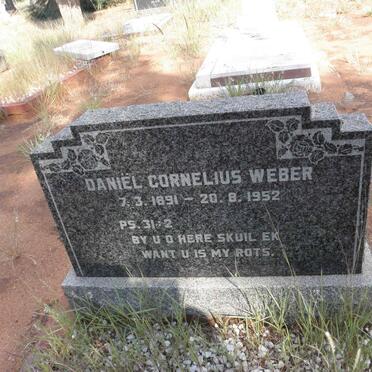 DANIËL CORNELIUS WEBER
7.3.1891 - 20.8.1952
PS. 31:2
BY U O HERE SKUIL EK
WANT U IS MY ROTS.